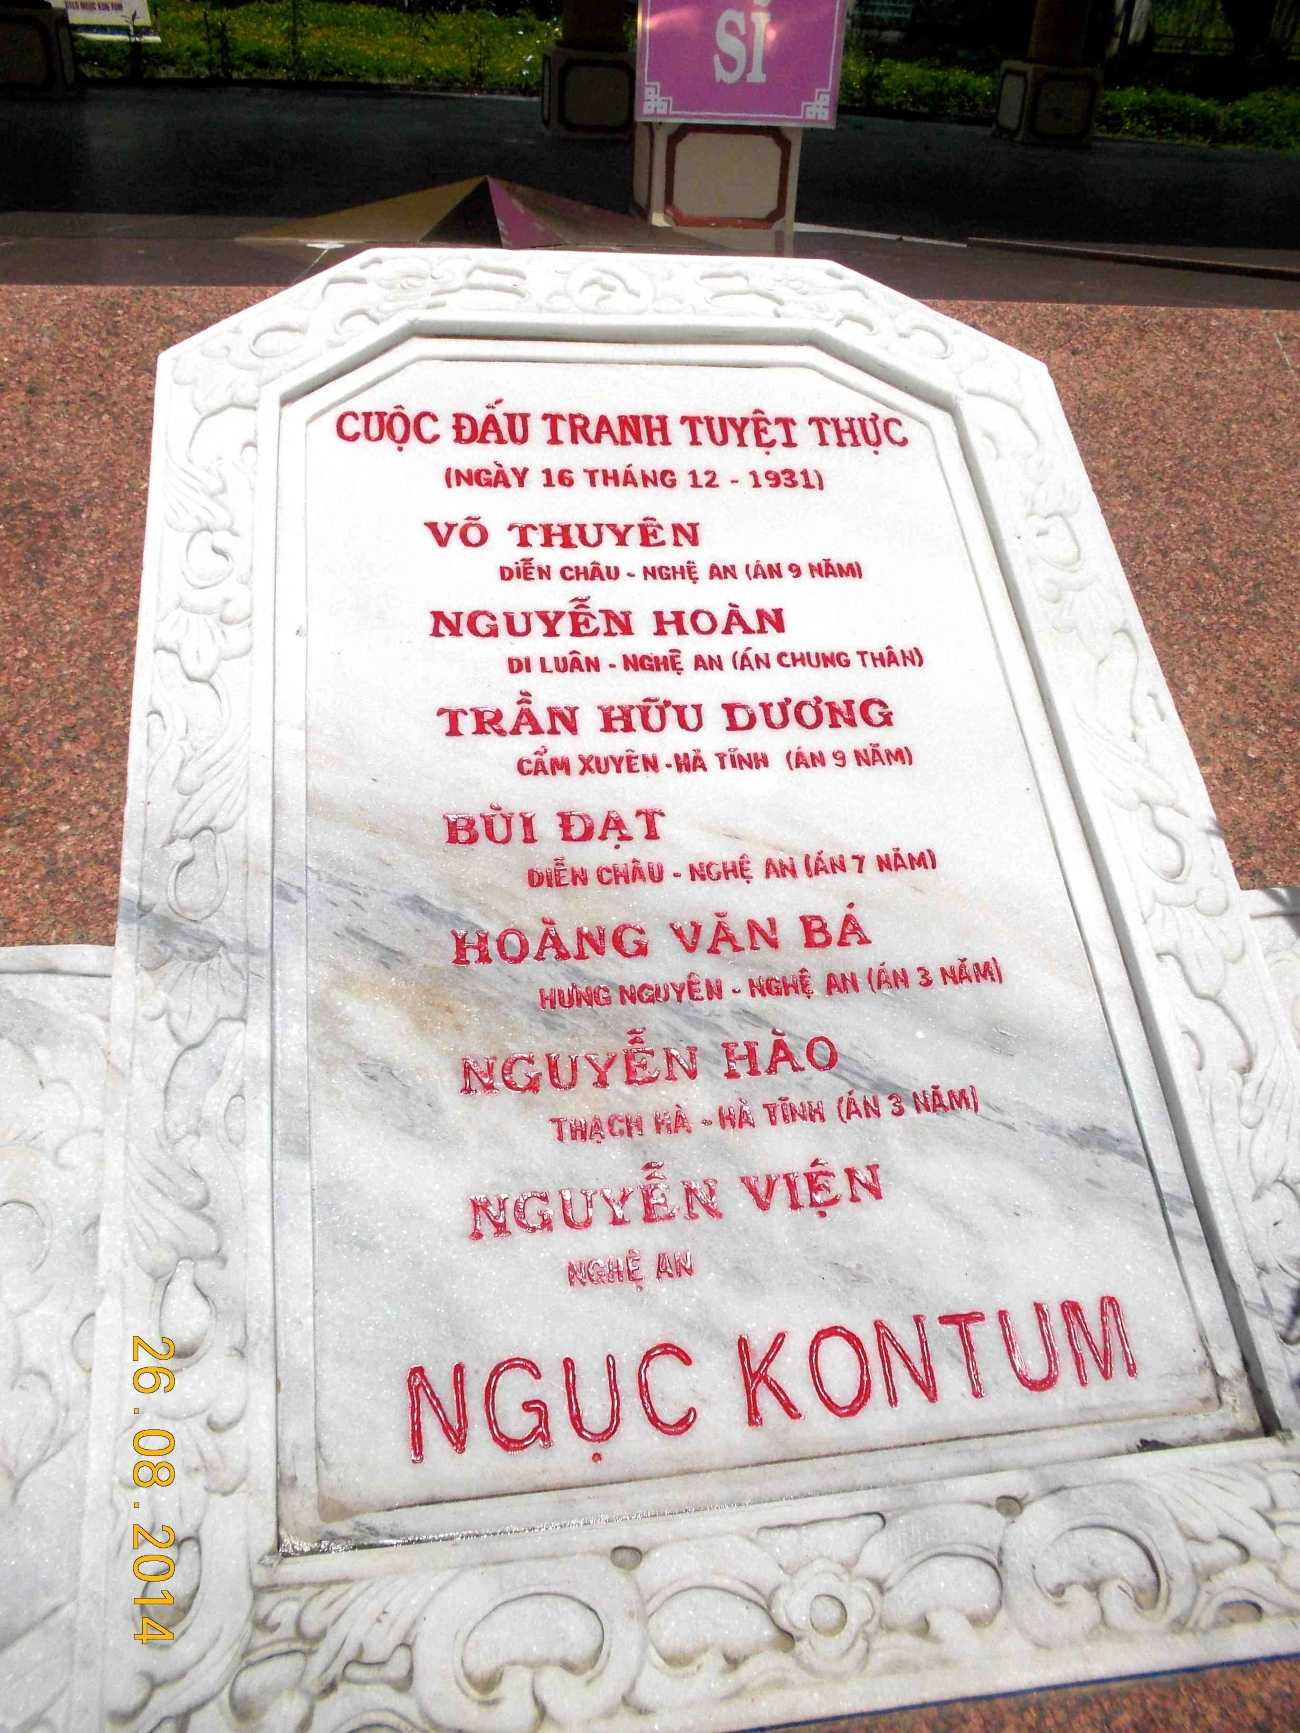 SĨ
CUỘC ĐẤU TRANH TUYỆT THỰC
(NGÀY 16 THÁNG 12 - 1931)
VÕ THUYÊN
DIỄN CHÂU - NGHỆ AN (ÁN 9 NĂM)
NGUYỄN HOÀN
DI LUÂN - NGHỆ AN (ÁN CHUNG THÂN)
TRẦN HỮU DƯƠNG
CẨM XUYÊN - HÀ TĨNH (ÁN 9 NĂM)
BÙI ĐẠT
DIỄN CHÂU - NGHỆ AN (ÁN 7 NĂM)
HOÀNG VĂN BÁ
HƯNG NGUYÊN - NGHỆ AN (ÁN 3 NĂM)
NGUYỄN HÀO
THẠCH HÀ - HÀ TĨNH (ÁN 3 NĂM)
NGUYỄN VIỆN
NGHỆ AN
NGỤC KONTUM
26.08.2014